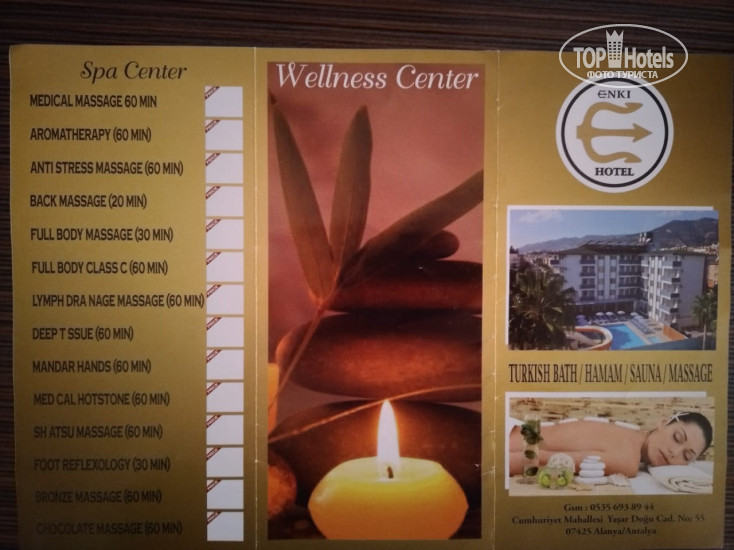 Spa Center
MEDICAL MASSAGE 60 MIN
AROMATHERAPY (60 MIN)
ANTI STRESS MASSAGE (60 MIN)
BACK MASSAGE (20 MIN)
FULL BODY MASSAGE (30 MIN)
FULL BODY CLASS C (60 MIN)
LYMPH DRA NAGE MASSAGE (60 MIN)
DEEP T SSUE (60 MIN)
MANDAR HANDS (60 MIN)
MED CAL HOTSTONE (60 MIN)
SH ATSU MASSAGE (60 MIN)
FOOT REFLEXOLOGY (30 MIN)
BRONZE MASSAGE (60 MIN)
CHOCOLATE MASSAGE (60 MIN)
Wellness Center
TOP Hotels
ФОТО ТУРИСТА
ENKI
HOTEL
TURKISH BATH / HAMAM / SAUNA / MASSAGE
Gsm : 0535 693 89 44
Cumhuriyet Mahallesi Yaşar Doğu Cad. No: 55
07425 Alanya/Antalya